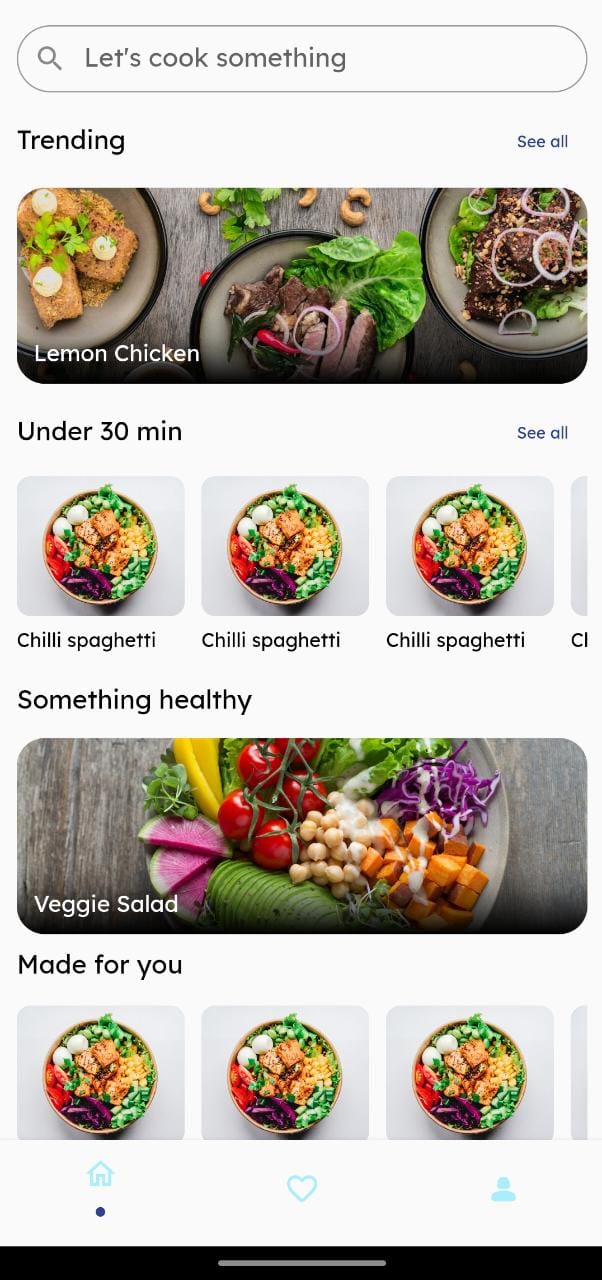 Let's cook something
Trending
See all
Lemon Chicken
Under 30 min
See all
Chilli spaghetti
Chilli spaghetti
Chilli spaghetti
Cl
Something healthy
Veggie Salad
Made for you